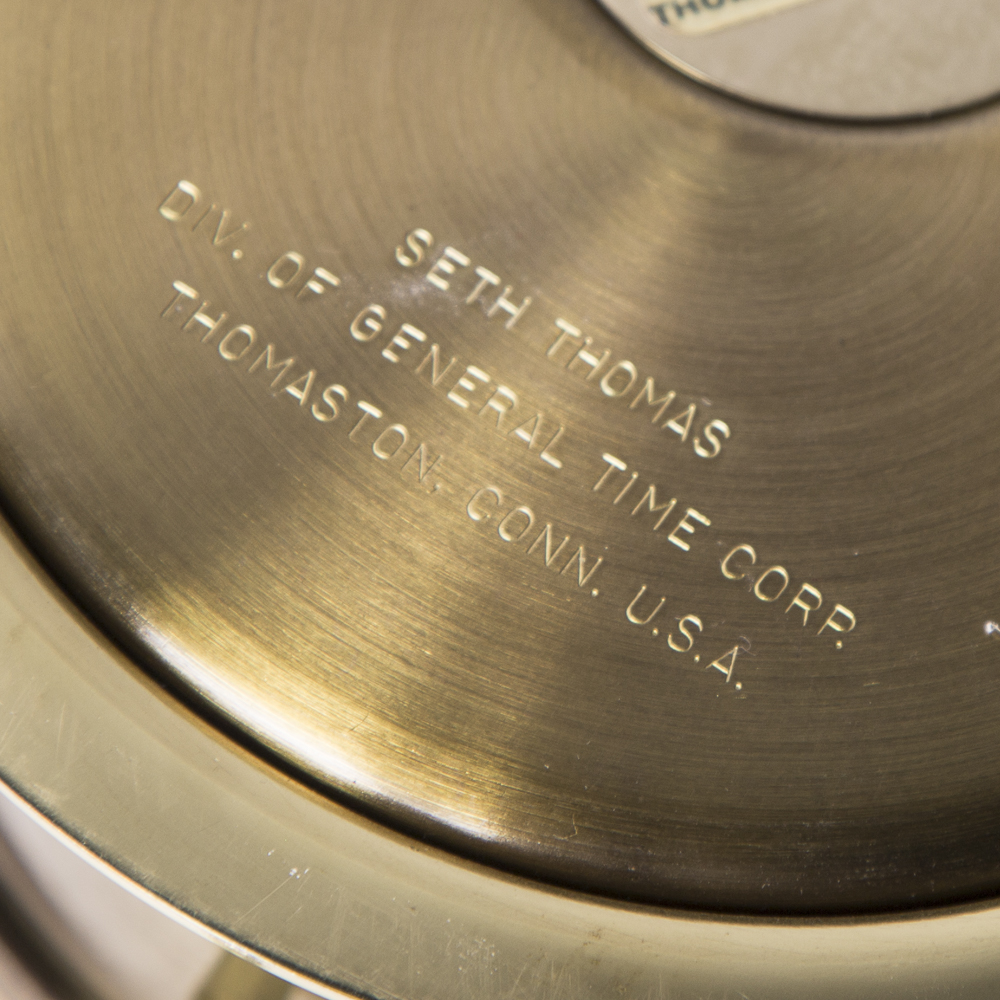 SETH THOMAS
DIV. OF GENERAL TIME CORP.
THOMASTON, CONN. U.S.A.